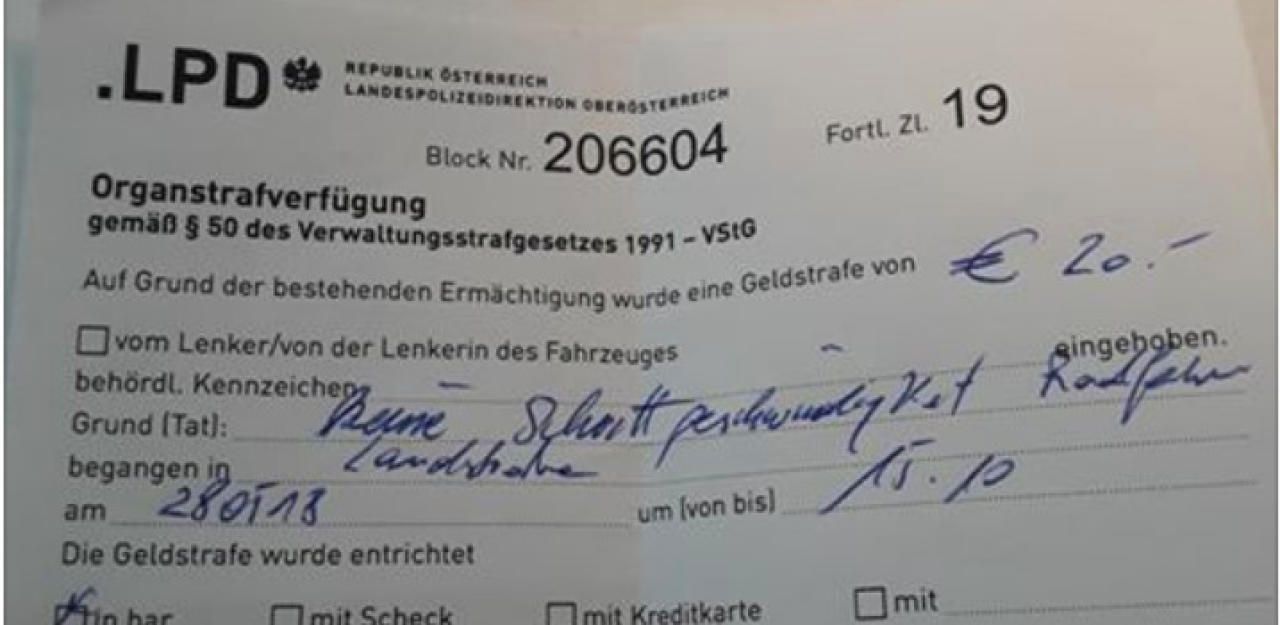 .LPD REPUBLIK ÖSTERREICH
LANDESPOLIZEIDIREKTION OBERÖSTERREICH
Block Nr. 206604 Fortl. Zl. 19
Organstrafverfügung
gemäß § 50 des Verwaltungsstrafgesetzes 1991 – VStG
Auf Grund der bestehenden Ermächtigung wurde eine Geldstrafe von € 20.-
vom Lenker/von der Lenkerin des Fahrzeuges eingehoben.
behördl. Kennzeichen
Grund (Tat): Keine Schrittgeschwindigkeit Radfahrer
begangen in Landstraße
am 280518 um (von bis) 15.10
Die Geldstrafe wurde entrichtet
in bar mit Scheck mit Kreditkarte mit